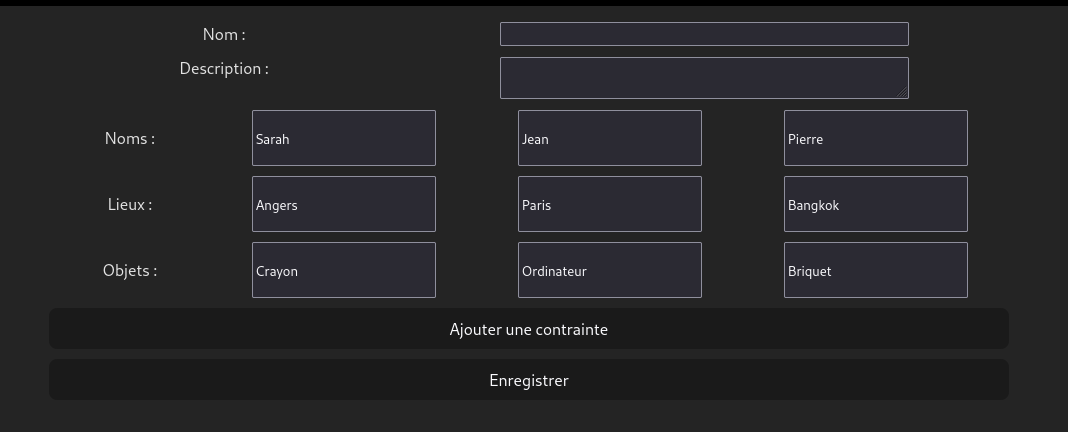 Nom :
Description :
Noms : Sarah Jean Pierre
Lieux : Angers Paris Bangkok
Objets : Crayon Ordinateur Briquet
Ajouter une contrainte
Enregistrer